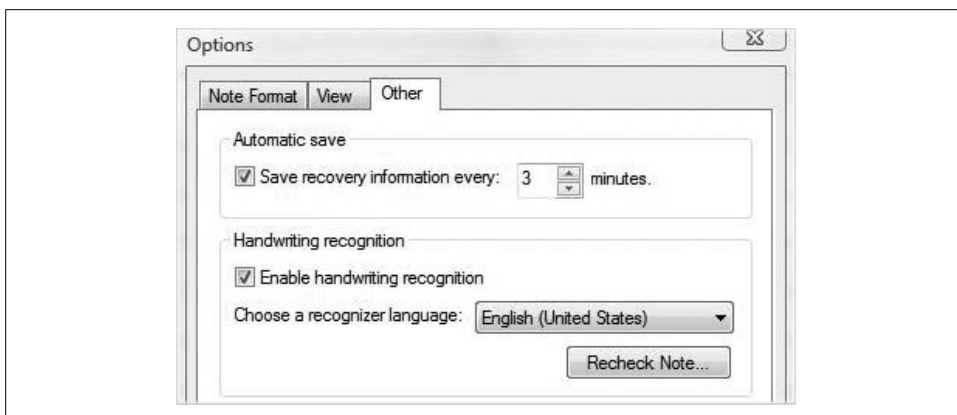 Options
Note Format View Other
Automatic save
Save recovery information every: 3 minutes.
Handwriting recognition
Enable handwriting recognition
Choose a recognizer language: English (United States)
Recheck Note...